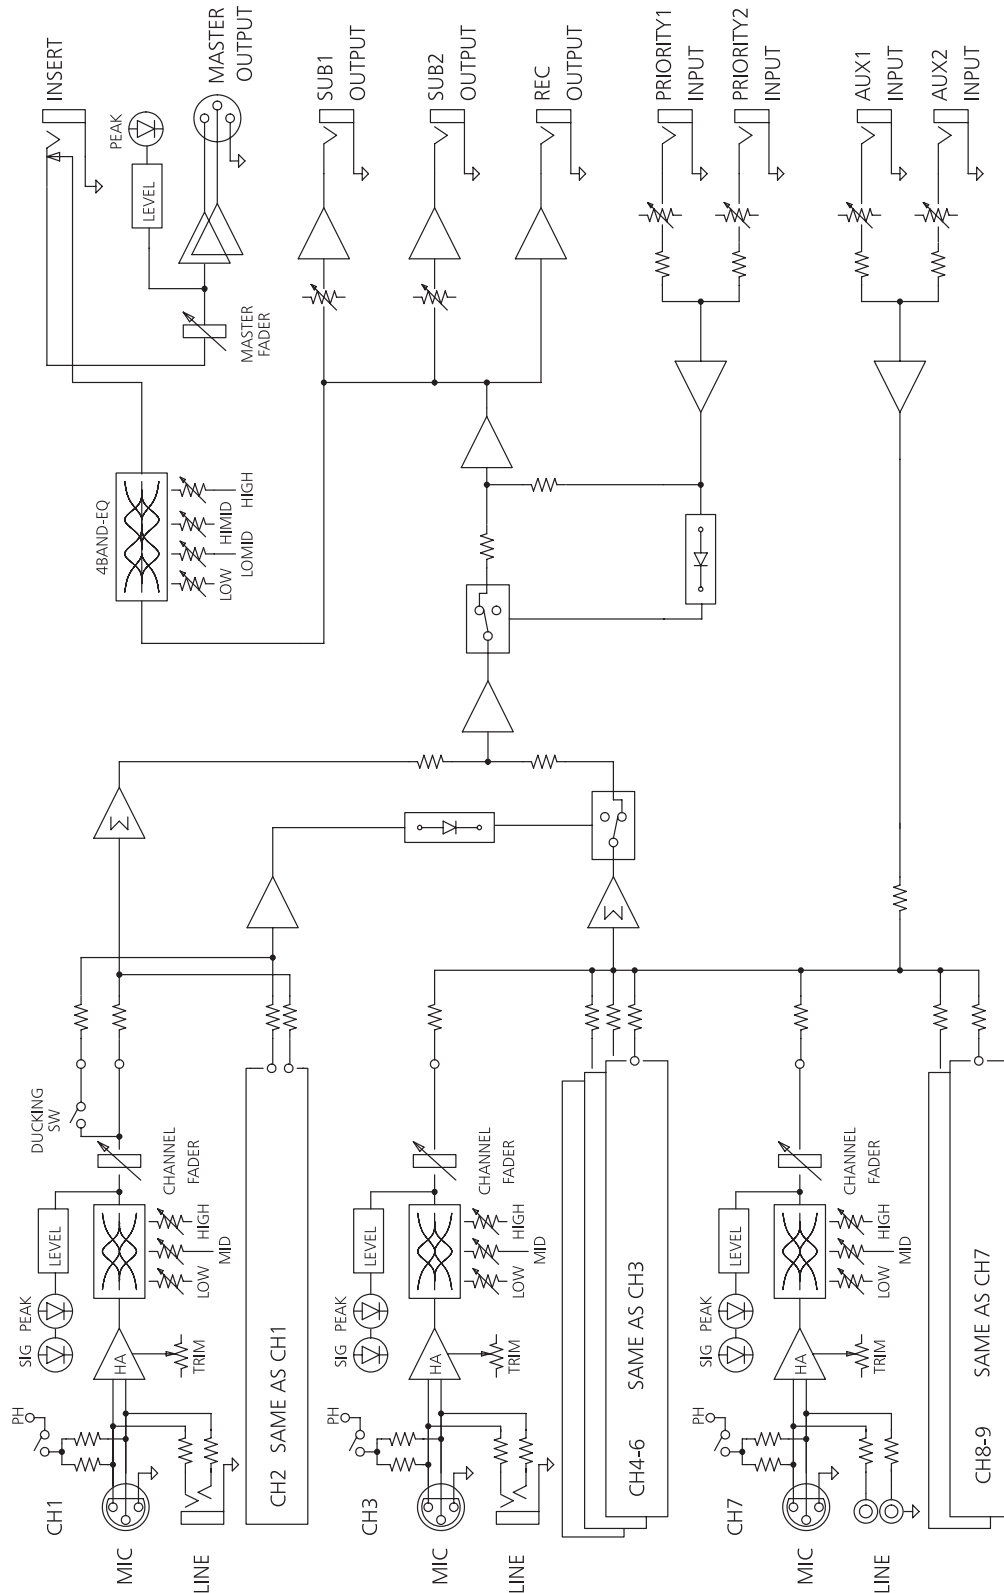 CH1
PH
MIC
LINE
HA
TRIM
SIG
PEAK
LEVEL
LOW
MID
HIGH
CHANNEL
FADER
DUCKING
SW
CH2 SAME AS CH1
Σ
CH3
PH
MIC
LINE
HA
TRIM
SIG
PEAK
LEVEL
LOW
MID
HIGH
CHANNEL
FADER
CH4-6 SAME AS CH3
Σ
CH7
PH
MIC
LINE
HA
TRIM
SIG
PEAK
LEVEL
LOW
MID
HIGH
CHANNEL
FADER
CH8-9 SAME AS CH7
4BAND-EQ
LOW
LOMID
HIMID
HIGH
MASTER
FADER
LEVEL
PEAK
INSERT
MASTER
OUTPUT
SUB1
OUTPUT
SUB2
OUTPUT
REC
OUTPUT
PRIORITY1
INPUT
PRIORITY2
INPUT
AUX1
INPUT
AUX2
INPUT